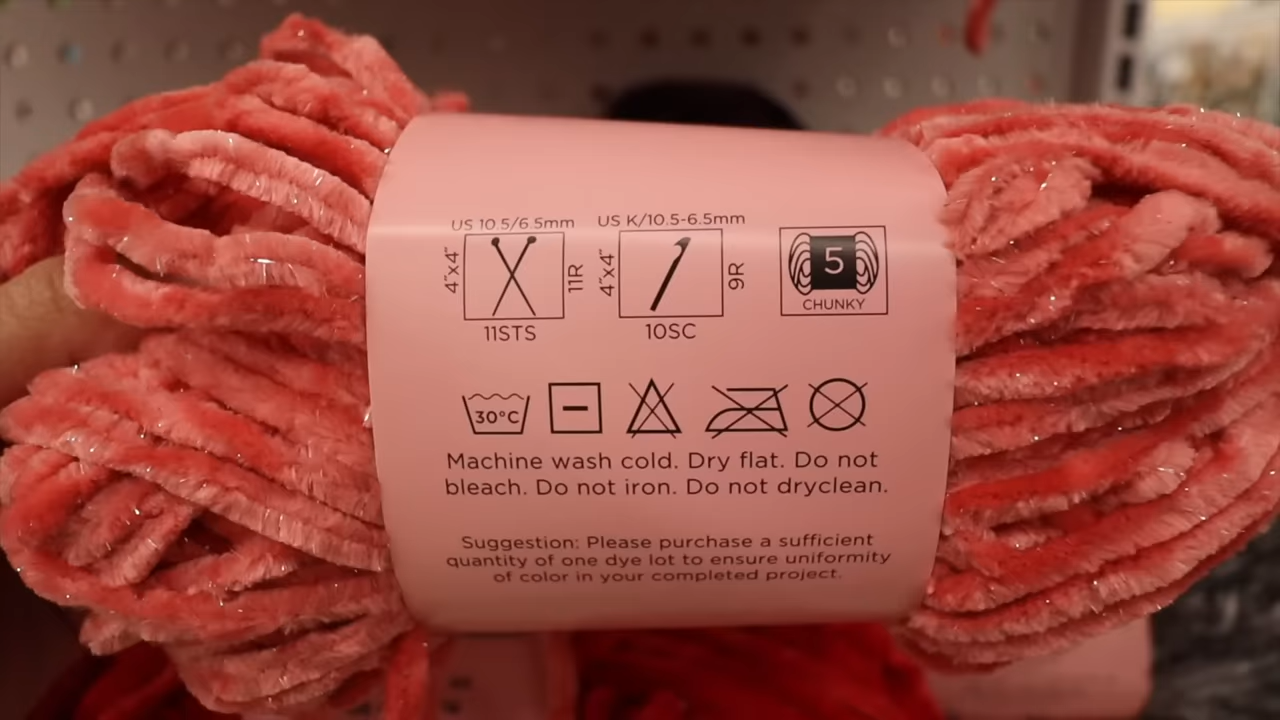 US 10.5/6.5mm US K/10.5-6.5mm
4"x4" 11R 4"x4" 9R 5
CHUNKY
11STS 10SC
30°C
Machine wash cold. Dry flat. Do not
bleach. Do not iron. Do not dryclean.
Suggestion: Please purchase a sufficient
quantity of one dye lot to ensure uniformity
of color in your completed project.